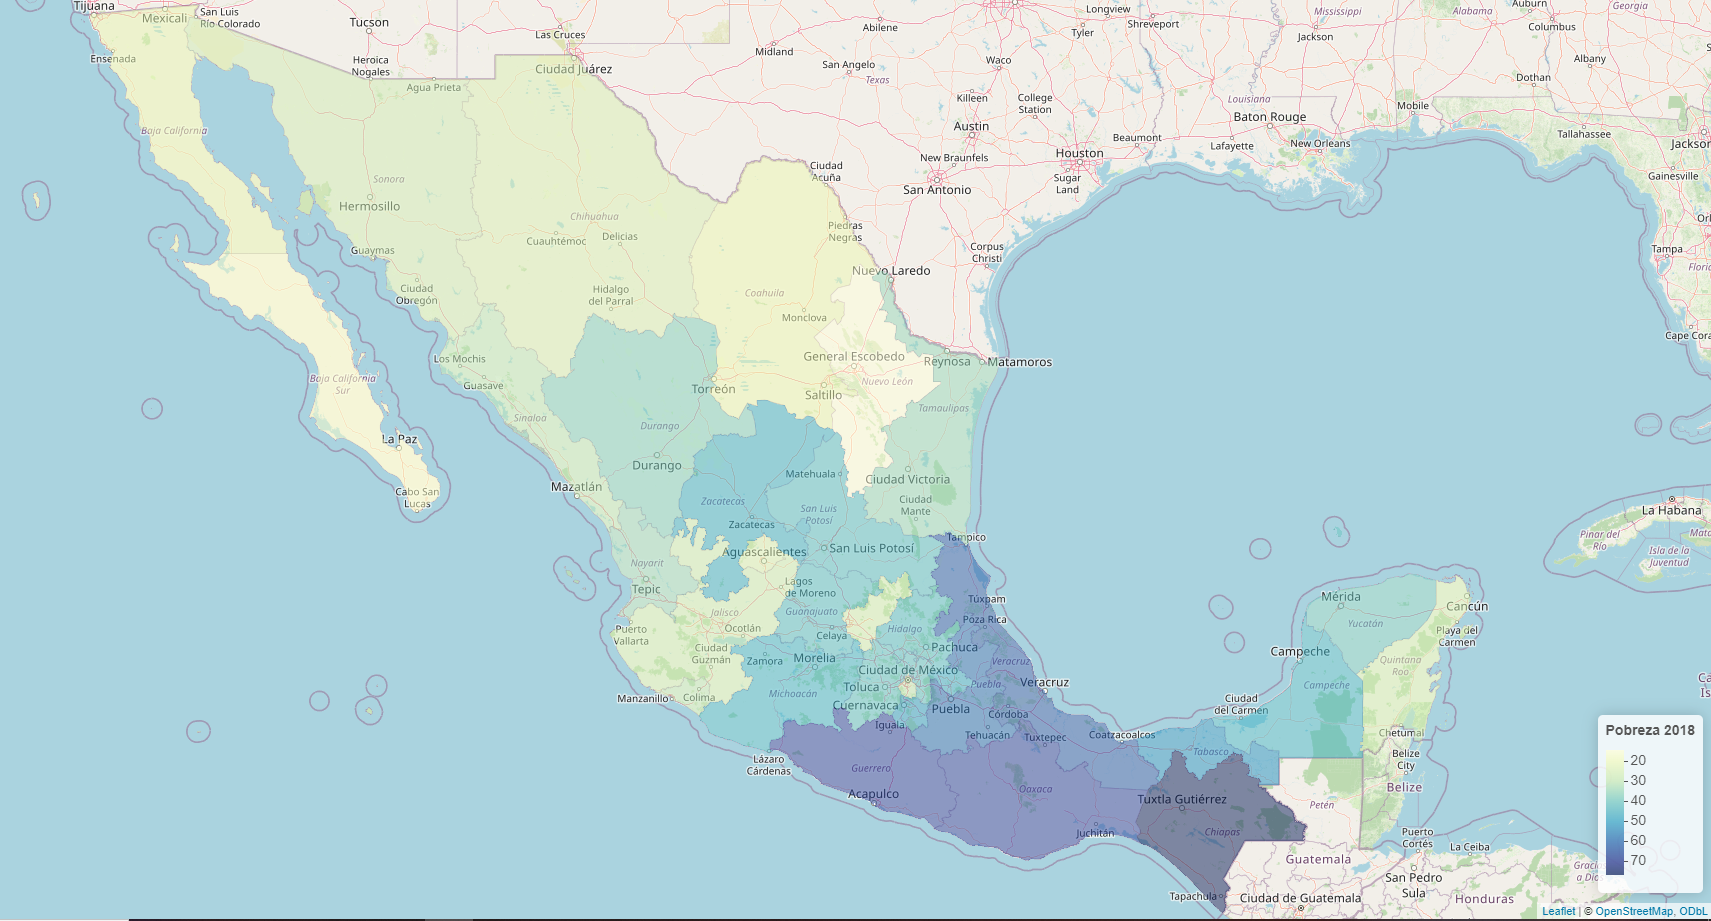 Tijuana
Mexicali
San Luis
Río Colorado
Tucson
Las Cruces
Abilene
Longview
Tyler
Shreveport
Mississippi
Jackson
Alabama
Auburn
Columbus
Georgia
Ensenada
Heroica
Nogales
Ciudad Juárez
Midland
San Angelo
Texas
Waco
Dothan
Albany
Agua Prieta
Killeen
College
Station
Louisiana
Mobile
Baja California
Austin
Beaumont
Baton Rouge
Lafayette
New Orleans
Tallahassee
Jackson
New Braunfels
Houston
Sugar
Land
Gainesville
Sonora
Ciudad
Acuña
San Antonio
Hermosillo
Chihuahua
Cuauhtémoc
Delicias
Piedras
Negras
Corpus
Christi
Tampa
Orl
Florid
Guaymas
Nuevo Laredo
Ciudad
Obregón
Hidalgo
del Parral
Coahuila
Monclova
Cape Cora
Los Mochis
General Escobedo
Reynosa
Matamoros
Baja California
Sur
Guasave
Torreón
Saltillo
Nuevo León
Sinaloa
Durango
Tamaulipas
La Paz
Durango
Matehuala
Ciudad Victoria
Cabo San
Lucas
Mazatlán
Zacatecas
San Luis
Potosí
Ciudad
Mante
La Habana
Zacatecas
Tampico
Pinar del
Río
Isla de la
Juventud
Aguascalientes
San Luis Potosí
Nayarit
Tepic
Lagos
de Moreno
Guanajuato
Túxpam
Poza Rica
Mérida
Cancún
Jalisco
Puerto
Vallarta
Ocotlán
Celaya
Hidalgo
Yucatán
Playa del
Carmen
Ciudad
Guzmán
Zamora
Morelia
Pachuca
Veracruz
Campeche
Quintana
Roo
Ciudad de México
Manzanillo
Colima
Michoacán
Toluca
Puebla
Veracruz
Campeche
Cuernavaca
Puebla
Córdoba
Ciudad
del Carmen
Iguala
Tehuacán
Tuxtepec
Coatzacoalcos
Tabasco
Chetumal
Lázaro
Cárdenas
Guerrero
Belize
City
Acapulco
Oaxaca
Tuxtla Gutiérrez
Petén
Belize
Juchitán
Chiapas
Puerto
Cortés
La Ceiba
Guatemala
Tapachula
Ciudad de Guatemala
San Pedro
Sula
Honduras
Pobreza 2018
20
30
40
50
60
70
Leaflet | © OpenStreetMap, ODbL